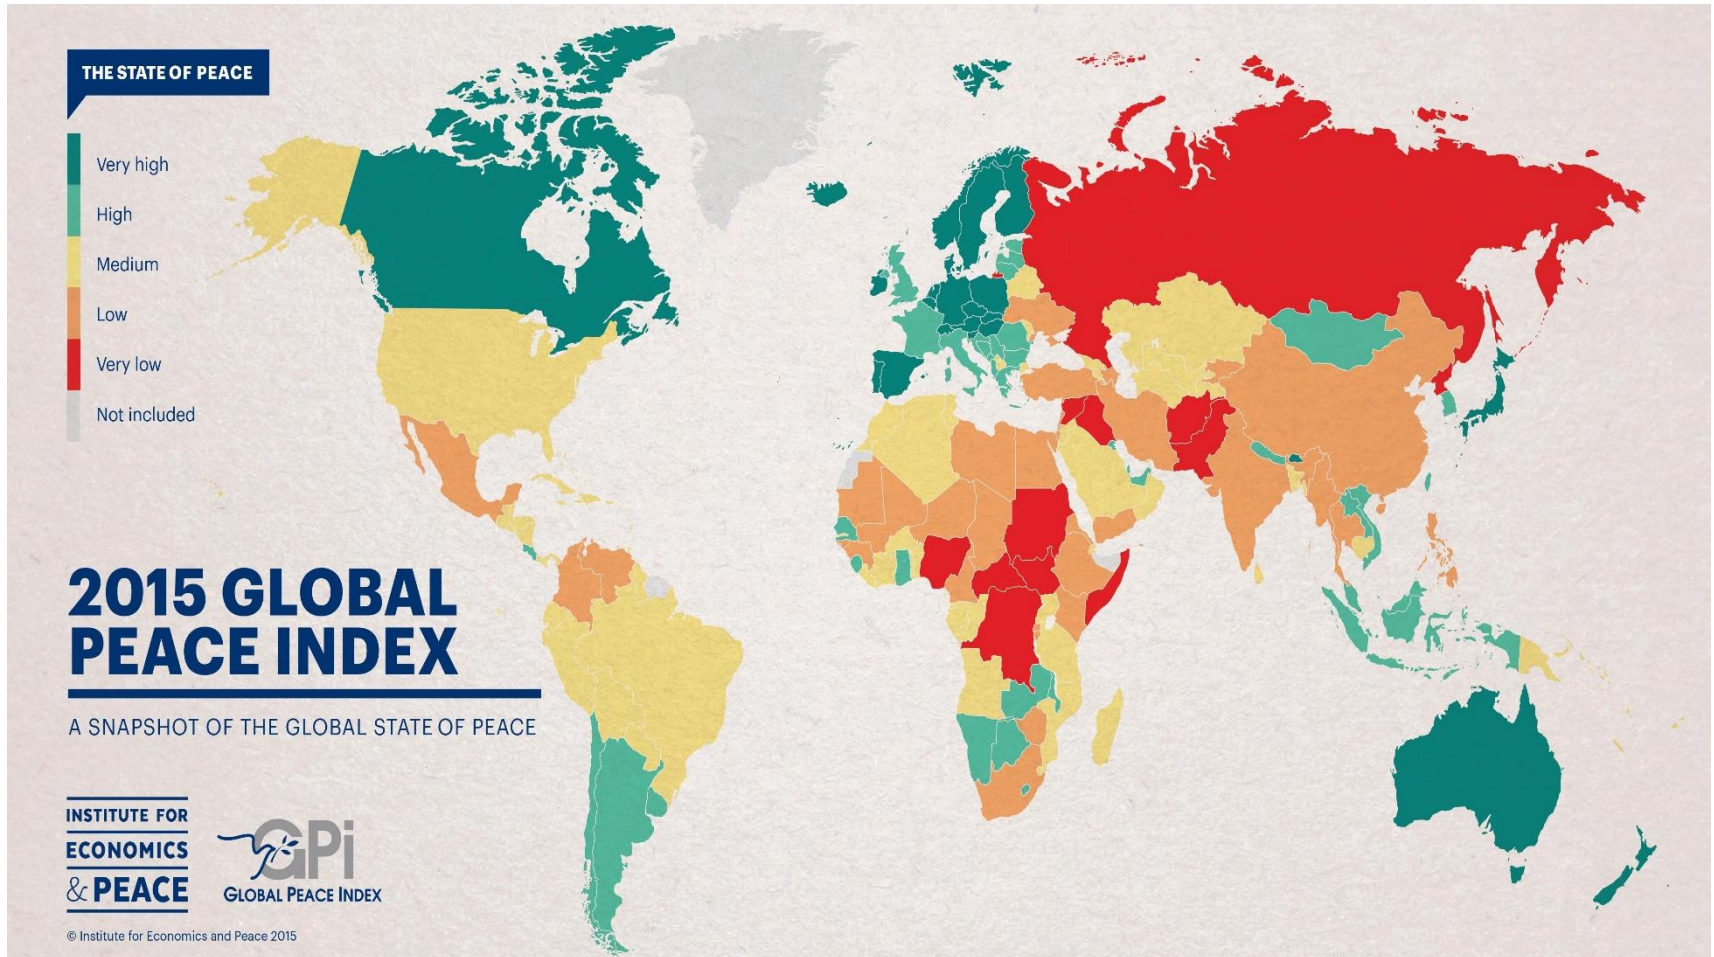 THE STATE OF PEACE
Very high
High
Medium
Low
Very low
Not included
2015 GLOBAL
PEACE INDEX
A SNAPSHOT OF THE GLOBAL STATE OF PEACE
INSTITUTE FOR
ECONOMICS
& PEACE
GPi
GLOBAL PEACE INDEX
© Institute for Economics and Peace 2015